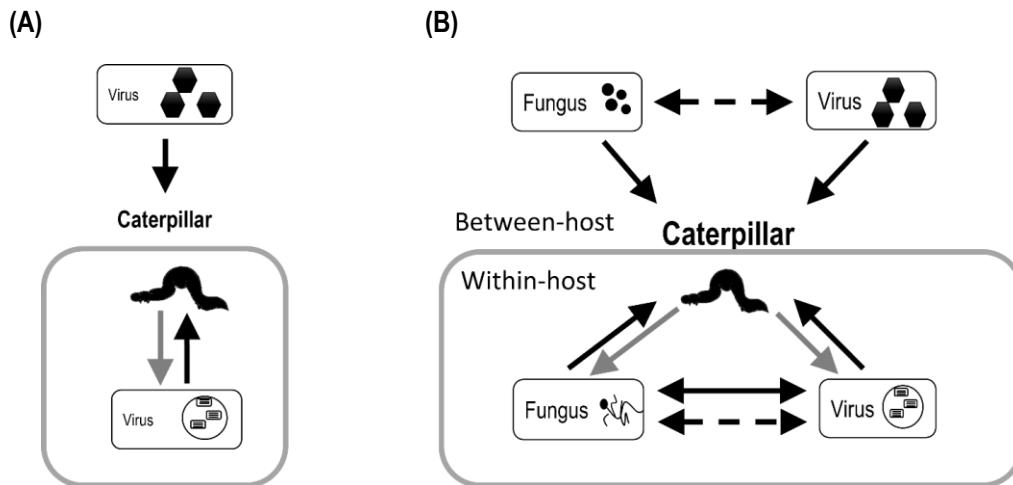 (A)
Virus
Caterpillar
Virus
(B)
Fungus
Virus
Between-host
Caterpillar
Within-host
Fungus
Virus